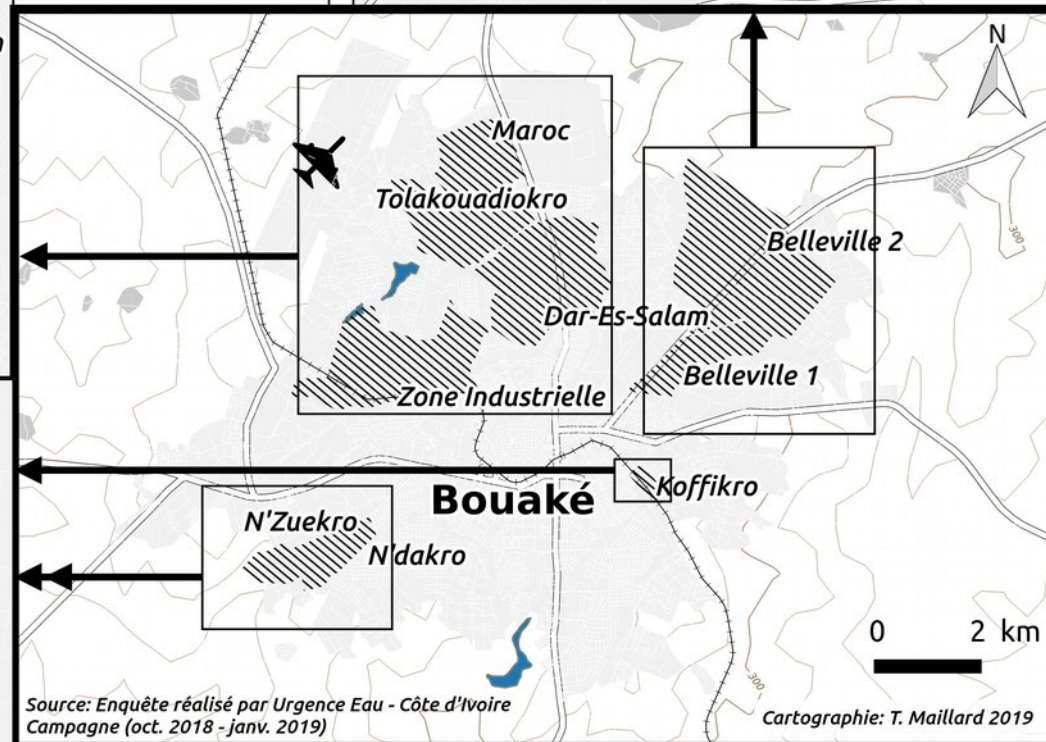 N
Maroc
Tolakouadiokro
Belleville 2
300
Dar-Es-Salam
Belleville 1
Zone Industrielle
Koffikro
Bouaké
N'Zuekro
N'dakro
0 2 km
300
Source: Enquête réalisé par Urgence Eau - Côte d'Ivoire
Campagne (oct. 2018 - janv. 2019)
Cartographie: T. Maillard 2019